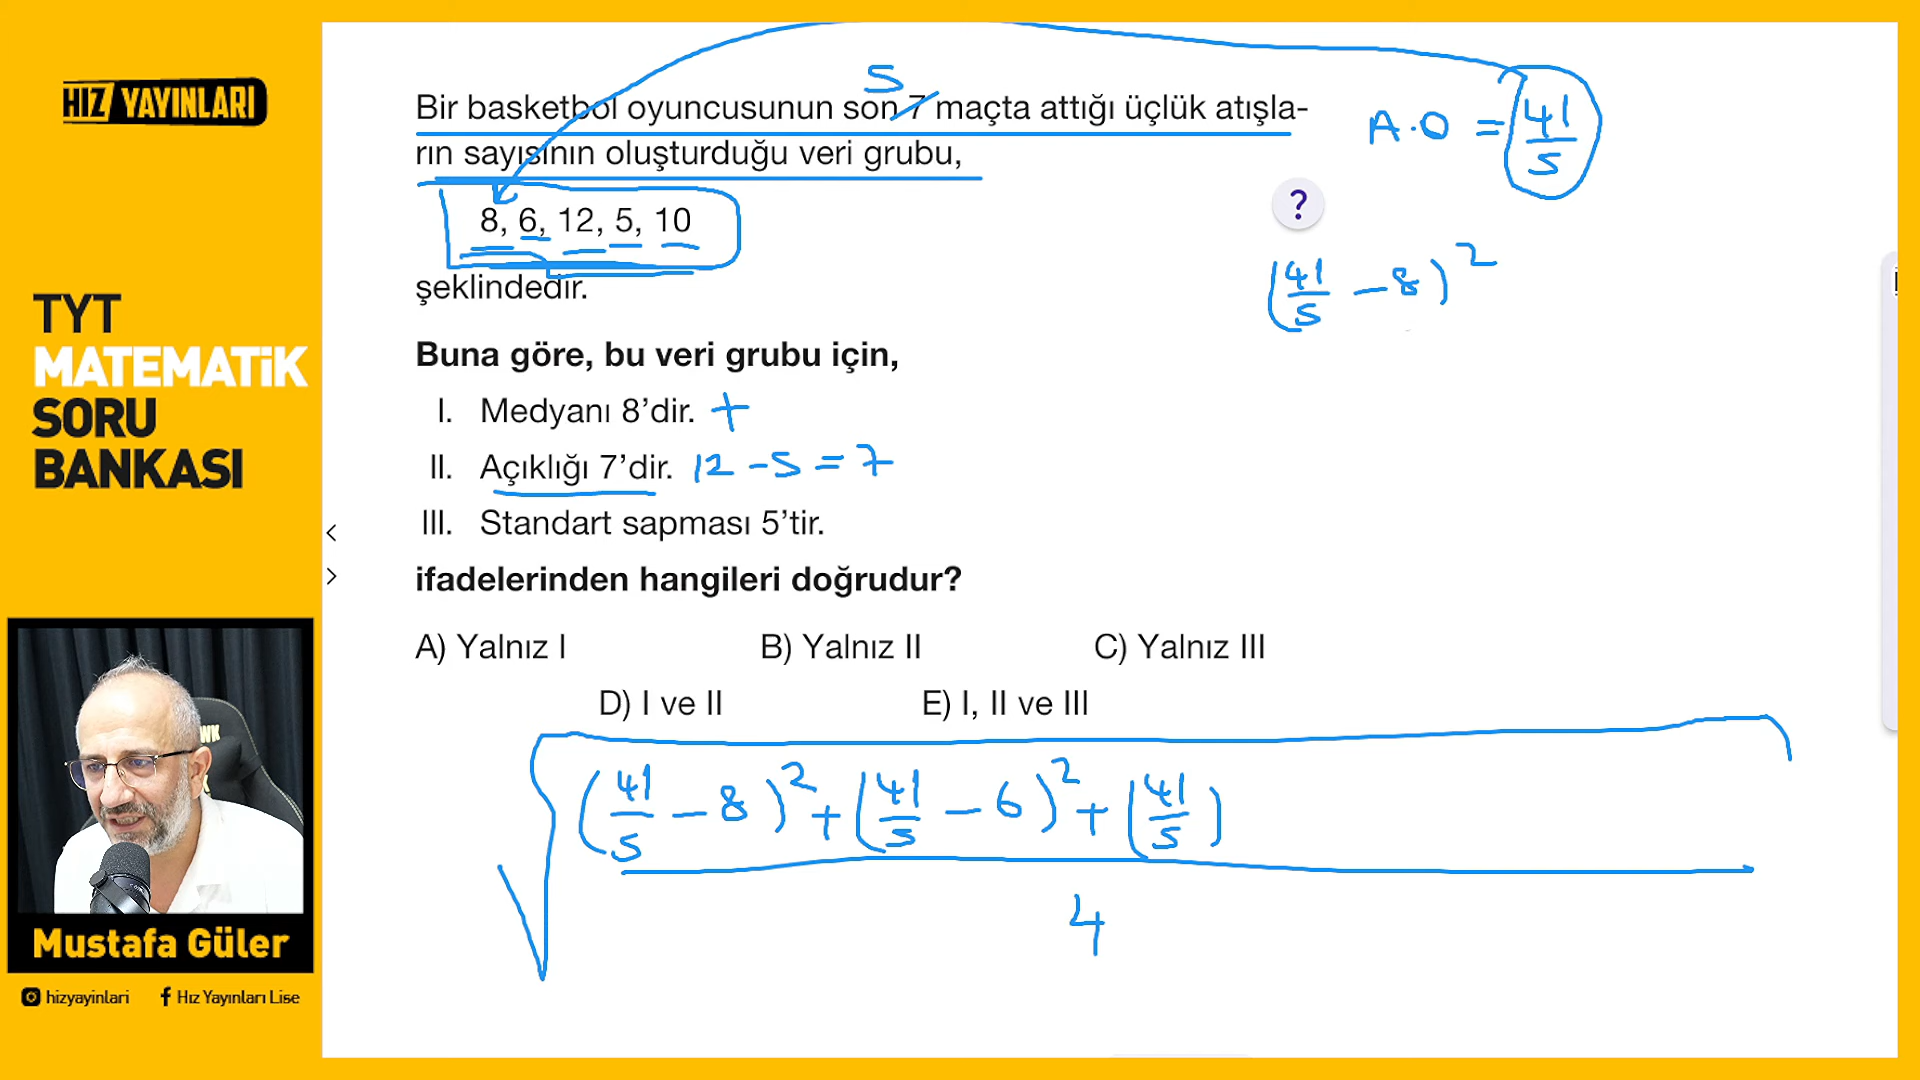 HIZ YAYINLARI
TYT
MATEMATİK
SORU
BANKASI
Mustafa Güler
hizyayinlari
Hız Yayınları Lise
5
Bir basketbol oyuncusunun son 7 maçta attığı üçlük atışla-
rın sayısının oluşturduğu veri grubu,
8, 6, 12, 5, 10
şeklindedir.
A.O = 41/5
?
(41/5 - 8)²
Buna göre, bu veri grubu için,
I. Medyanı 8'dir. +
II. Açıklığı 7'dir. 12 - 5 = 7
III. Standart sapması 5'tir.
ifadelerinden hangileri doğrudur?
A) Yalnız I B) Yalnız II C) Yalnız III
D) I ve II E) I, II ve III
√ (41/5 - 8)² + (41/5 - 6)² + (41/5)
4